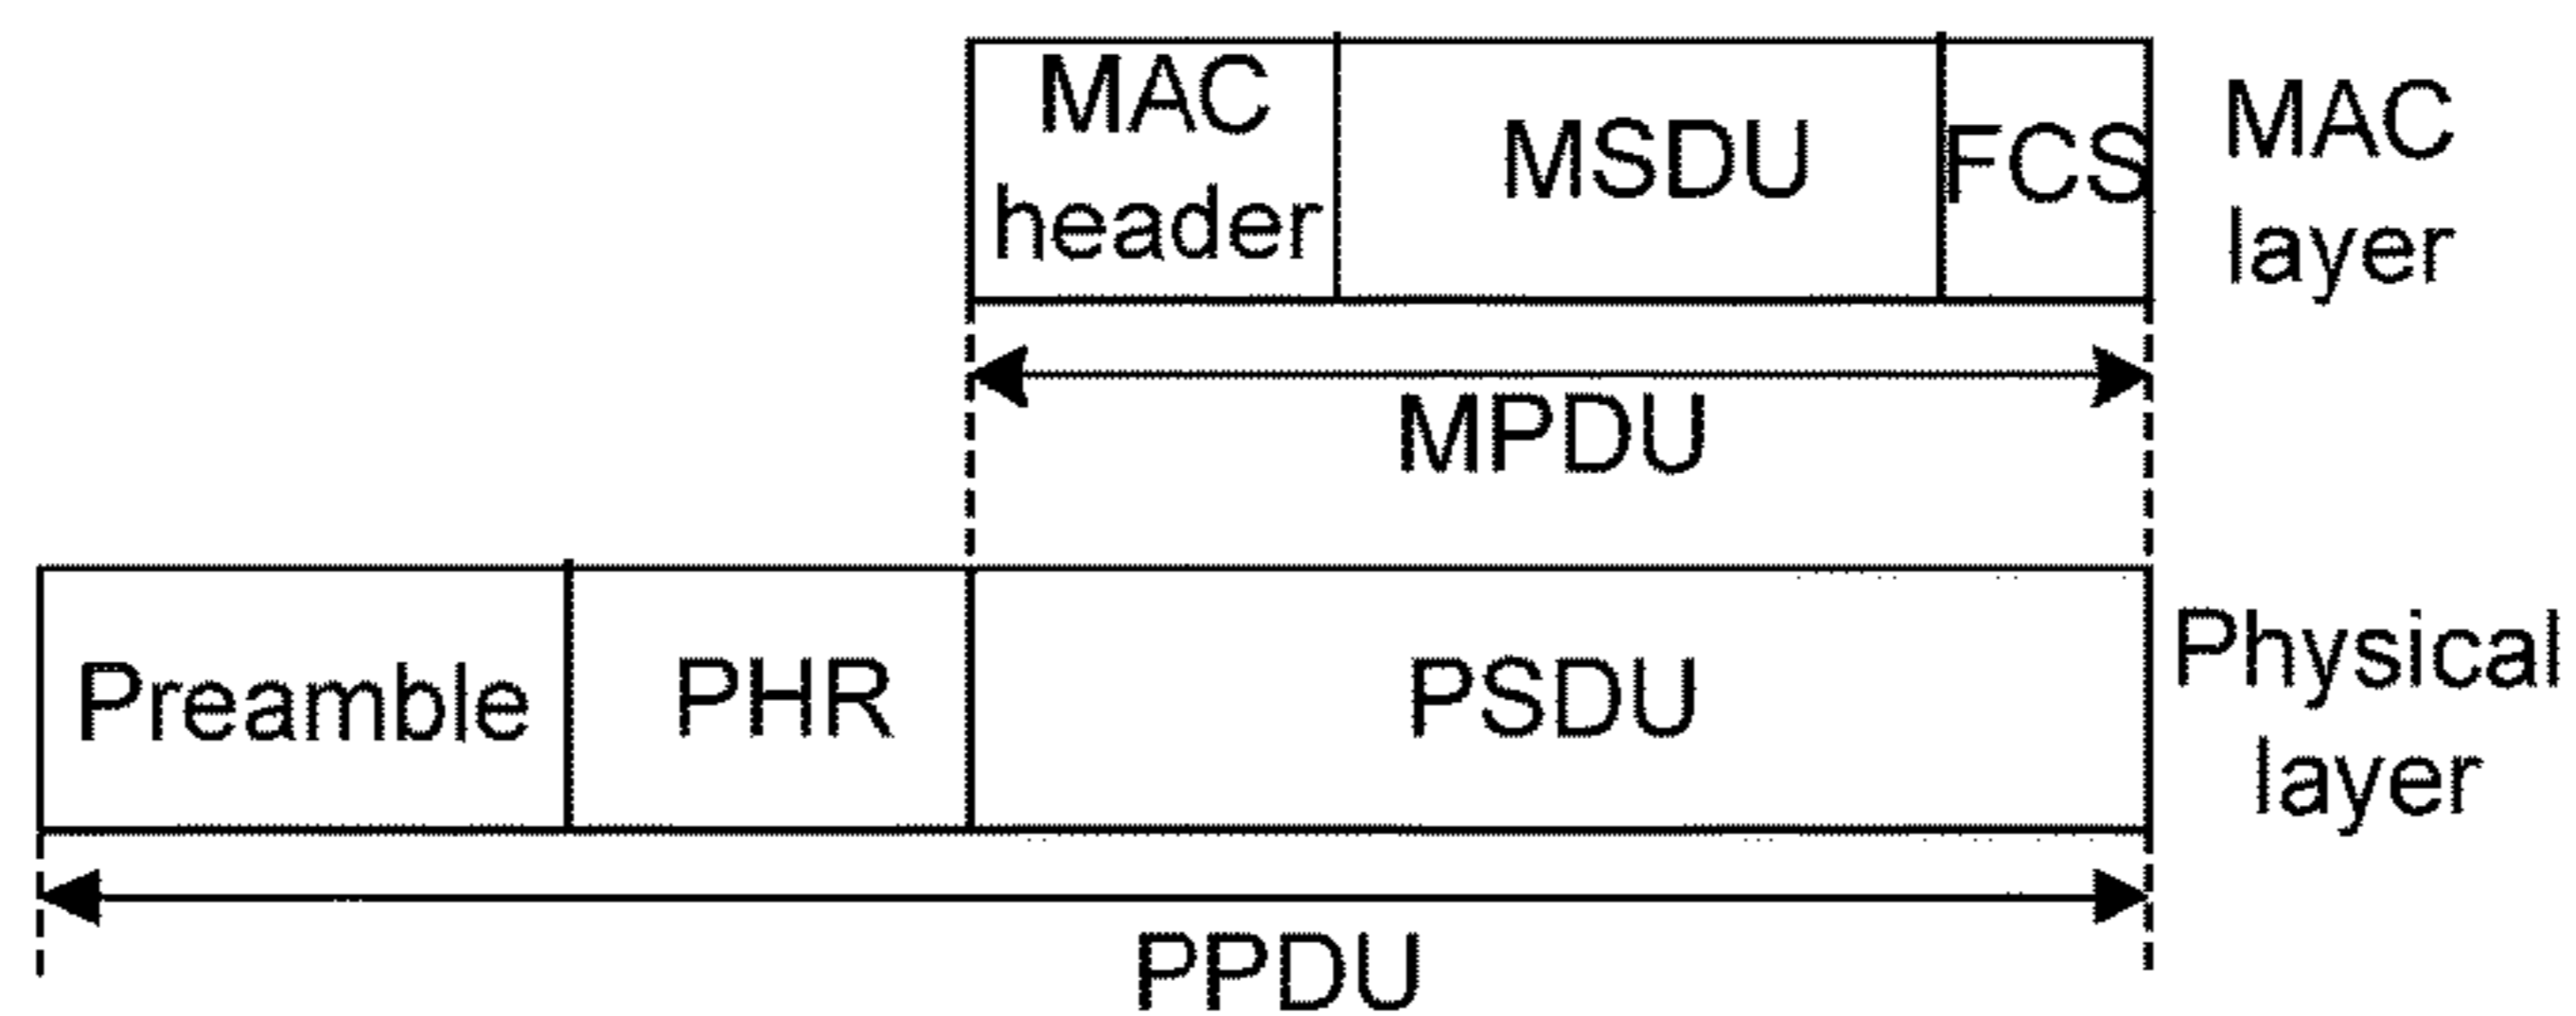 MAC
header
MSDU
FCS
MAC
layer
MPDU
Preamble
PHR
PSDU
Physical
layer
PPDU